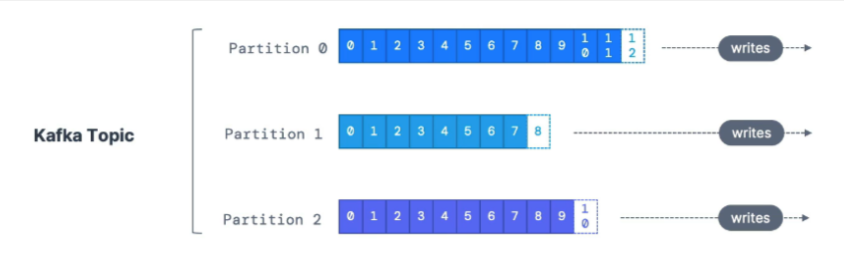 Partition 0 0 1 2 3 4 5 6 7 8 9 10 11 12 writes
Kafka Topic
Partition 1 0 1 2 3 4 5 6 7 8 writes
Partition 2 0 1 2 3 4 5 6 7 8 9 10 writes